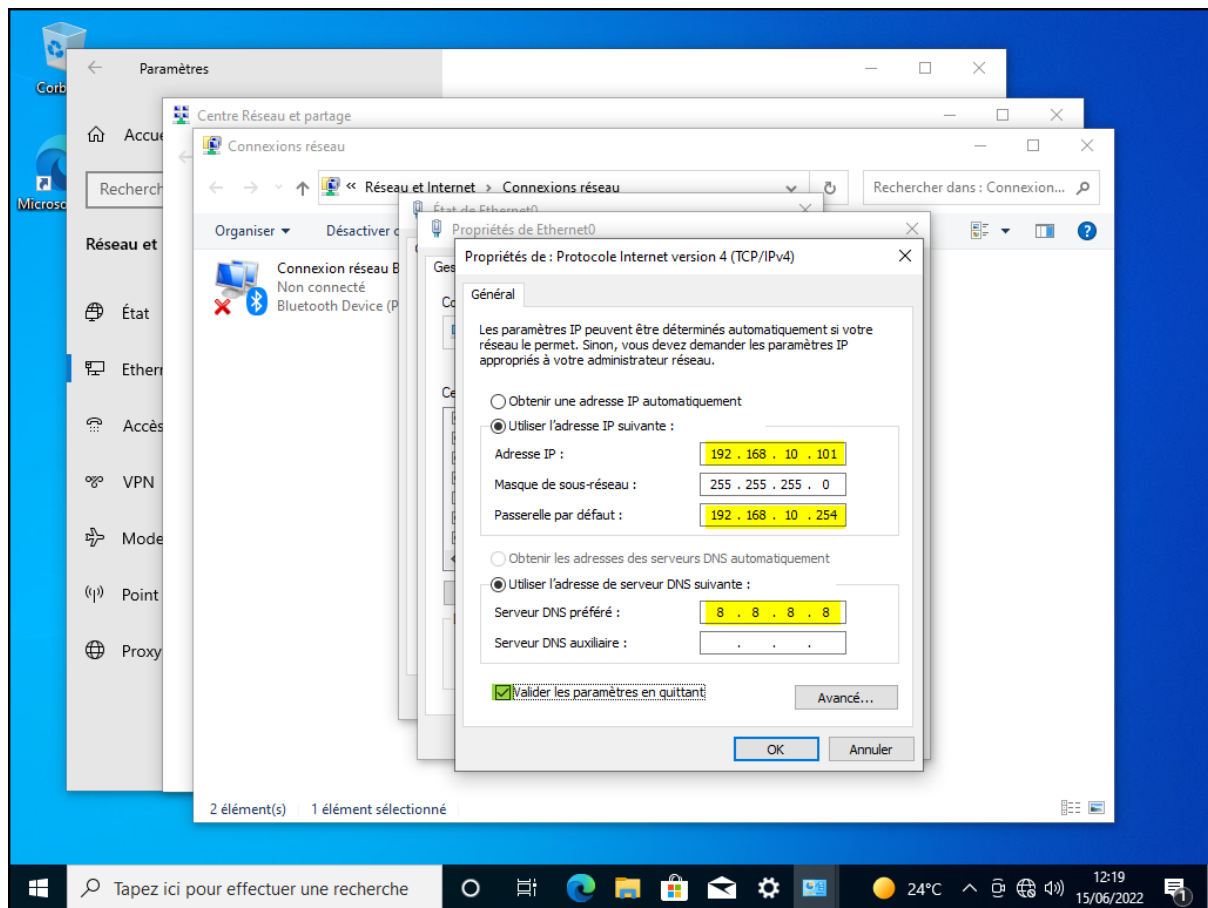 Corb
Paramètres
Centre Réseau et partage
Accue
Connexions réseau
Recherch
Microso
« Réseau et Internet > Connexions réseau
Rechercher dans : Connexion...
État de Ethernet0
Organiser
Désactiver c
Propriétés de Ethernet0
Réseau et
Ges
Propriétés de : Protocole Internet version 4 (TCP/IPv4)
Connexion réseau B
Non connecté
Bluetooth Device (P
Co
Général
État
Les paramètres IP peuvent être déterminés automatiquement si votre
réseau le permet. Sinon, vous devez demander les paramètres IP
appropriés à votre administrateur réseau.
Ethern
Ce
Obtenir une adresse IP automatiquement
Utiliser l'adresse IP suivante :
Accès
Adresse IP : 192 . 168 . 10 . 101
VPN
Masque de sous-réseau : 255 . 255 . 255 . 0
Passerelle par défaut : 192 . 168 . 10 . 254
Mode
Obtenir les adresses des serveurs DNS automatiquement
Utiliser l'adresse de serveur DNS suivante :
Point
Serveur DNS préféré : 8 . 8 . 8 . 8
Serveur DNS auxiliaire : . . .
Proxy
Valider les paramètres en quittant
Avancé...
OK
Annuler
2 élément(s)
1 élément sélectionné
Tapez ici pour effectuer une recherche
24°C
12:19
15/06/2022
1